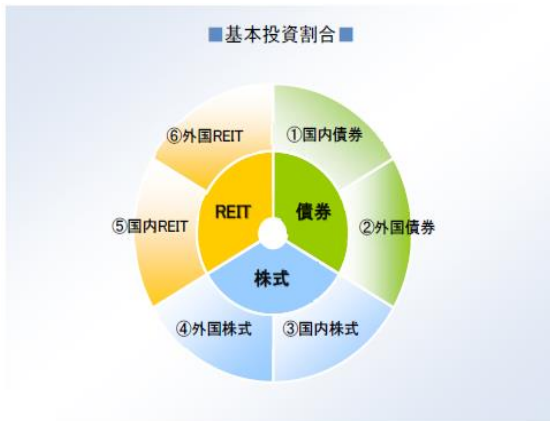 ■基本投資割合■
⑥外国REIT
①国内債券
REIT
債券
⑤国内REIT
②外国債券
株式
④外国株式
③国内株式